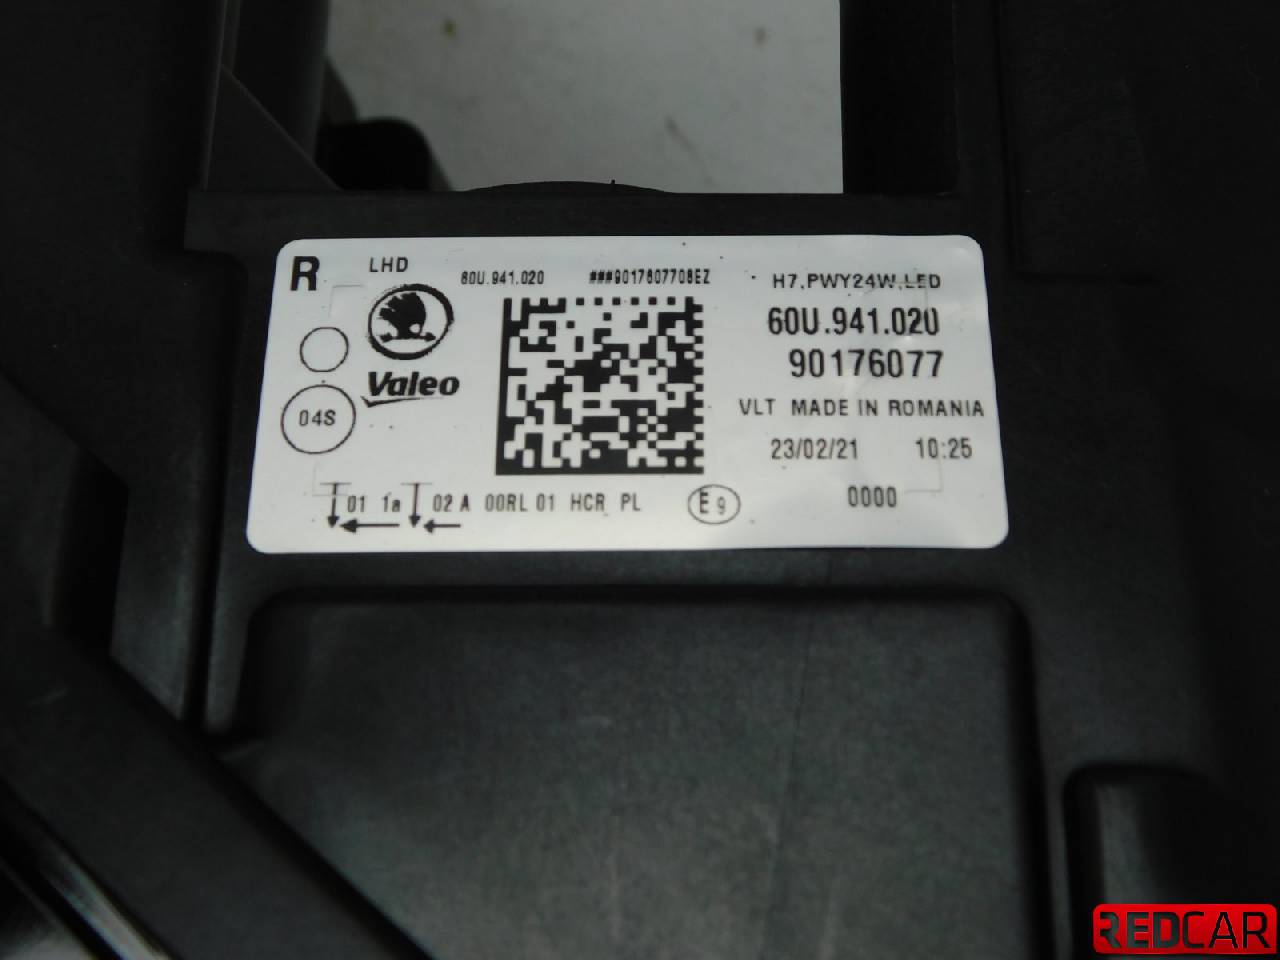 R LHD 60U.941.020 ###9017607708EZ H7.PWY24W.LED
60U.941.020
90176077
Valeo
04S
VLT MADE IN ROMANIA
23/02/21 10:25
01 1a 02 A 00RL 01 HCR PL E9 0000
REDCAR